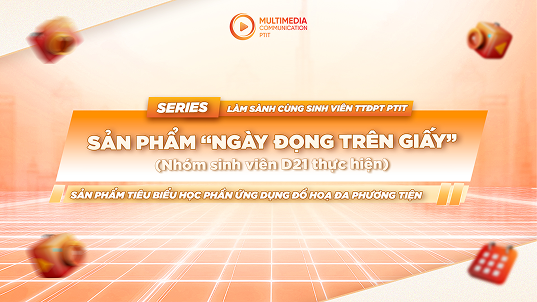 MULTIMEDIA
COMMUNICATION
PTIT
SERIES
LÀM SÀNH CÙNG SINH VIÊN TTĐPT PTIT
SẢN PHẨM “NGÀY ĐỌNG TRÊN GIẤY”
(Nhóm sinh viên D21 thực hiện)
SẢN PHẨM TIÊU BIỂU HỌC PHẦN ỨNG DỤNG ĐỒ HOẠ ĐA PHƯƠNG TIỆN